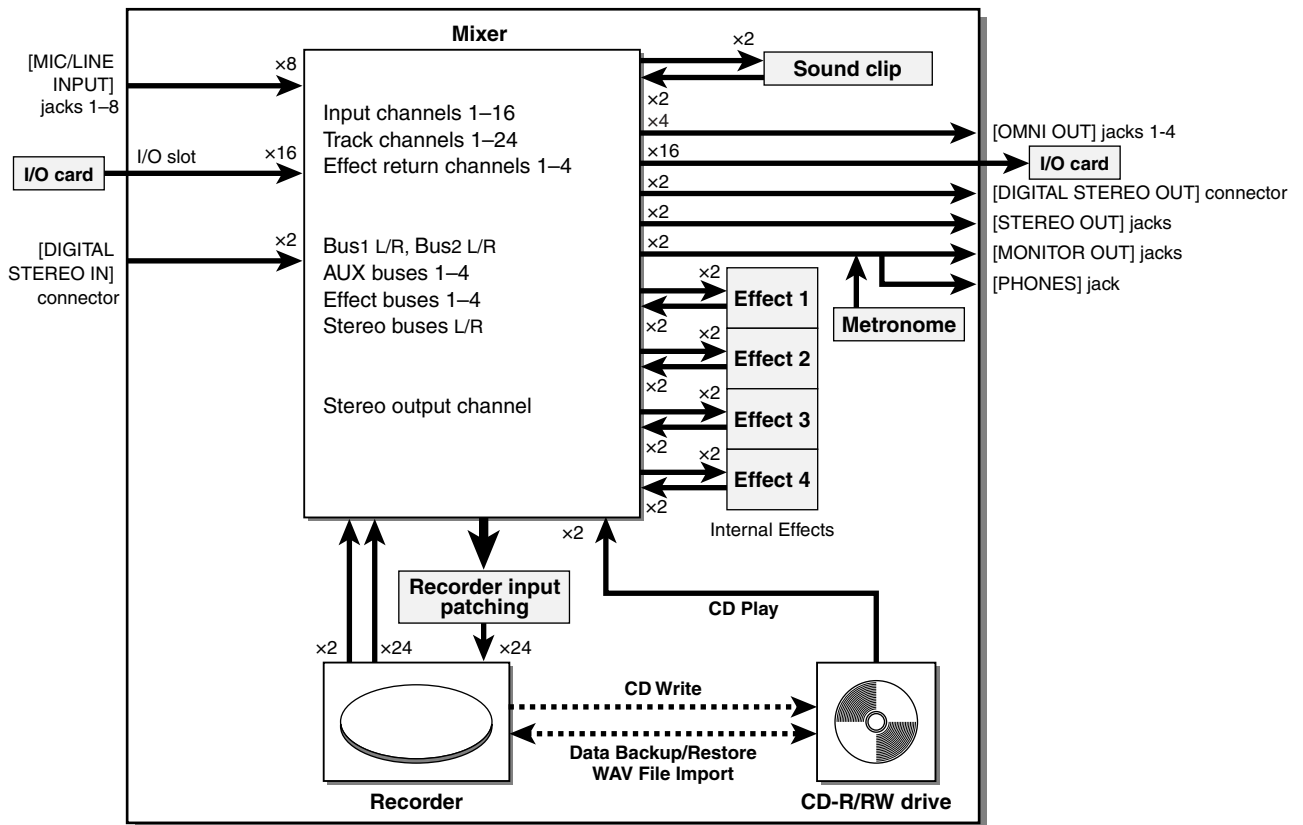 Mixer
[MIC/LINE
INPUT]
jacks 1–8
×8
I/O card
I/O slot
×16
[DIGITAL
STEREO IN]
connector
×2
Input channels 1–16
Track channels 1–24
Effect return channels 1–4
Bus1 L/R, Bus2 L/R
AUX buses 1–4
Effect buses 1–4
Stereo buses L/R
Stereo output channel
×2
Sound clip
×2
×4
[OMNI OUT] jacks 1-4
×16
I/O card
×2
[DIGITAL STEREO OUT] connector
×2
[STEREO OUT] jacks
×2
[MONITOR OUT] jacks
[PHONES] jack
Metronome
×2
Effect 1
×2
×2
Effect 2
×2
×2
Effect 3
×2
×2
Effect 4
×2
Internal Effects
×2
Recorder input
patching
CD Play
×2
×24
×24
CD Write
Data Backup/Restore
WAV File Import
Recorder
CD-R/RW drive